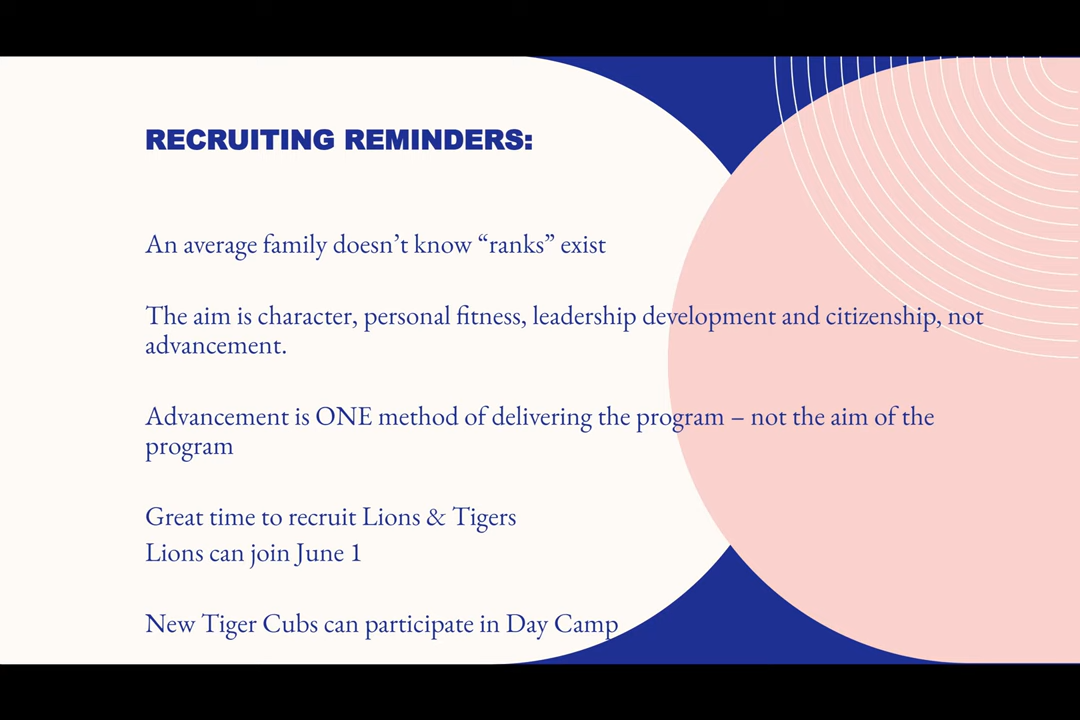 RECRUITING REMINDERS:
An average family doesn’t know “ranks” exist
The aim is character, personal fitness, leadership development and citizenship, not
advancement.
Advancement is ONE method of delivering the program – not the aim of the
program
Great time to recruit Lions & Tigers
Lions can join June 1
New Tiger Cubs can participate in Day Camp